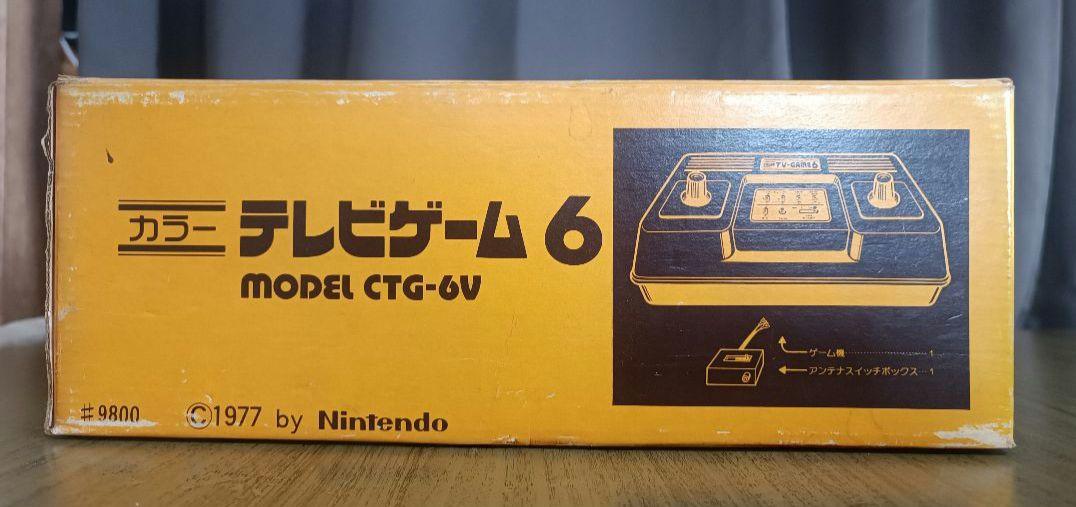 カラー テレビゲーム 6
MODEL CTG-6V
TV-GAME 6
ゲーム機……………1
アンテナスイッチボックス…1
#9800 ©1977 by Nintendo